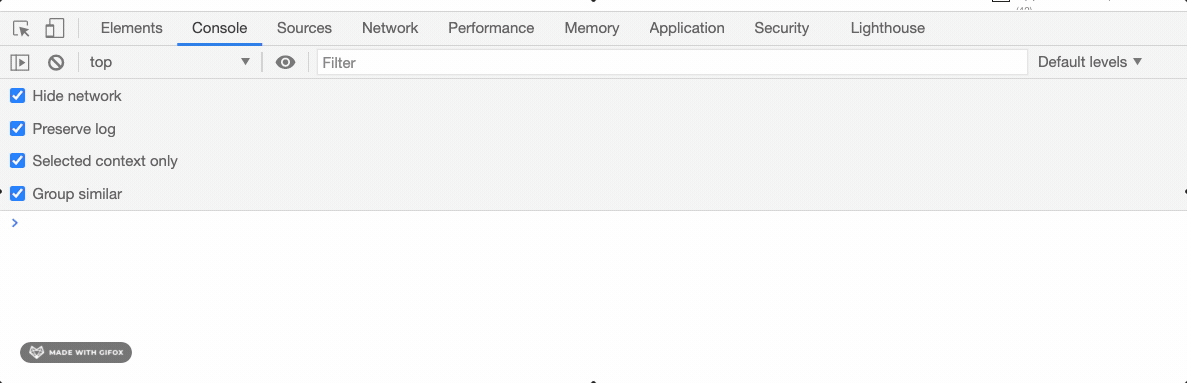 Elements Console Sources Network Performance Memory Application Security Lighthouse
top Filter Default levels
Hide network
Preserve log
Selected context only
Group similar
MADE WITH GIFOX